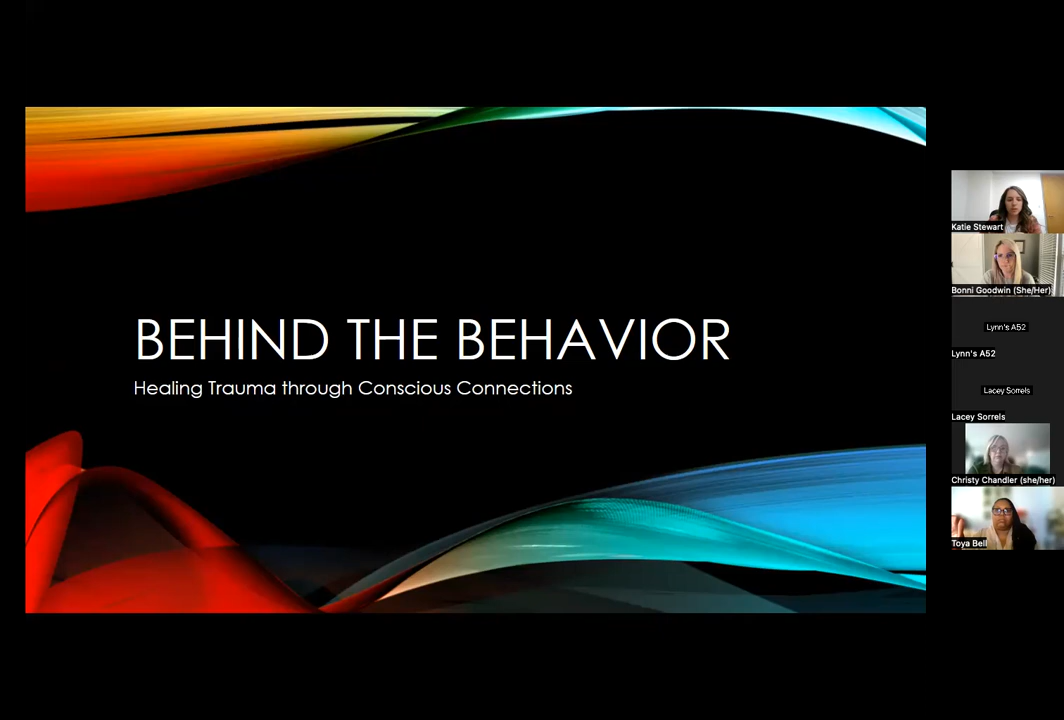 BEHIND THE BEHAVIOR
Healing Trauma through Conscious Connections
Katie Stewart
Bonni Goodwin (She/Her)
Lynn's A52
Lynn's A52
Lacey Sorrels
Lacey Sorrels
Christy Chandler (she/her)
Toya Bell